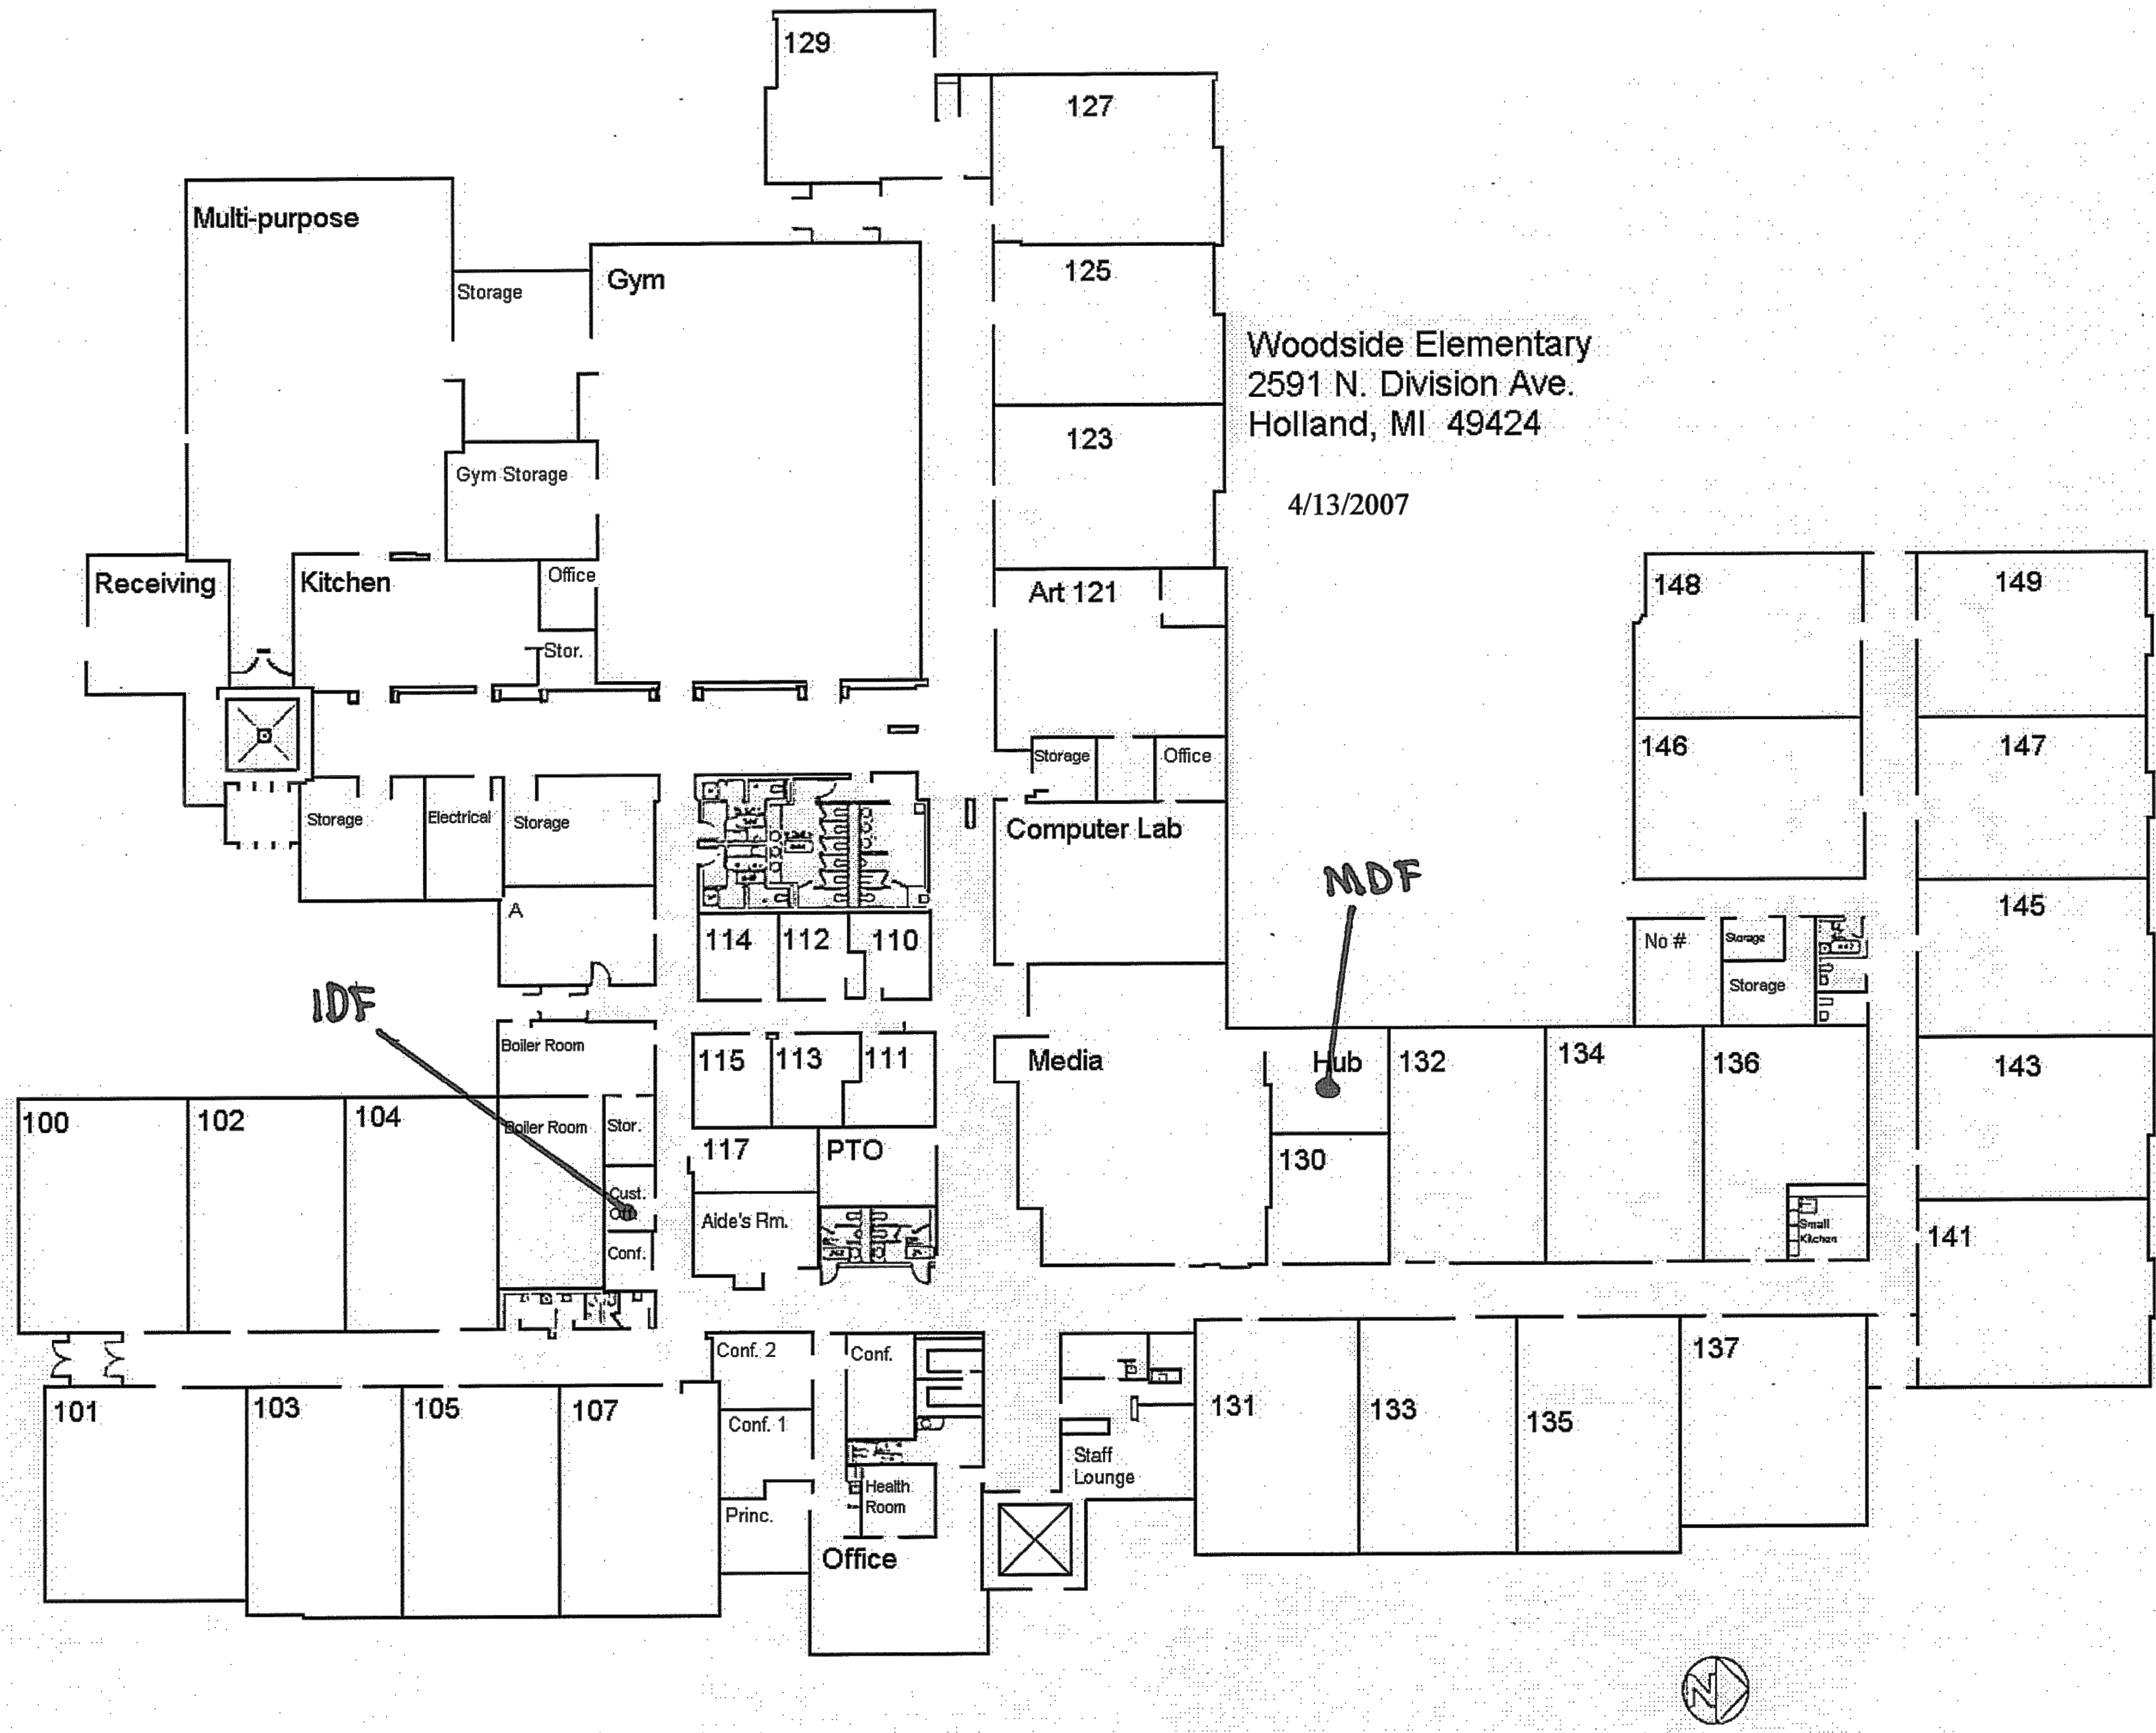 129
127
Multi-purpose
Storage
Gym
125
Woodside Elementary
2591 N. Division Ave.
Holland, MI 49424
123
4/13/2007
Gym Storage
Receiving
Kitchen
Office
Stor.
Art 121
148
149
146
147
Storage
Office
Storage
Electrical
Storage
Computer Lab
MDF
A
114
112
110
145
No #
Storage
Storage
IDF
Boiler Room
115
113
111
Media
Hub
132
134
136
143
100
102
104
Boiler Room
Stor.
117
PTO
130
Cust.
Aide's Rm.
Conf.
Small
Kitchen
141
Conf. 2
Conf.
137
101
103
105
107
Conf. 1
131
133
135
Staff
Lounge
Health
Room
Princ.
Office
N